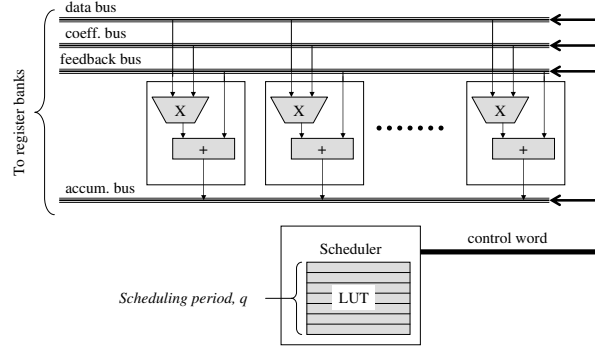 data bus
coeff. bus
feedback bus
To register banks
X
X
X
+
+
+
accum. bus
control word
Scheduler
LUT
Scheduling period, q